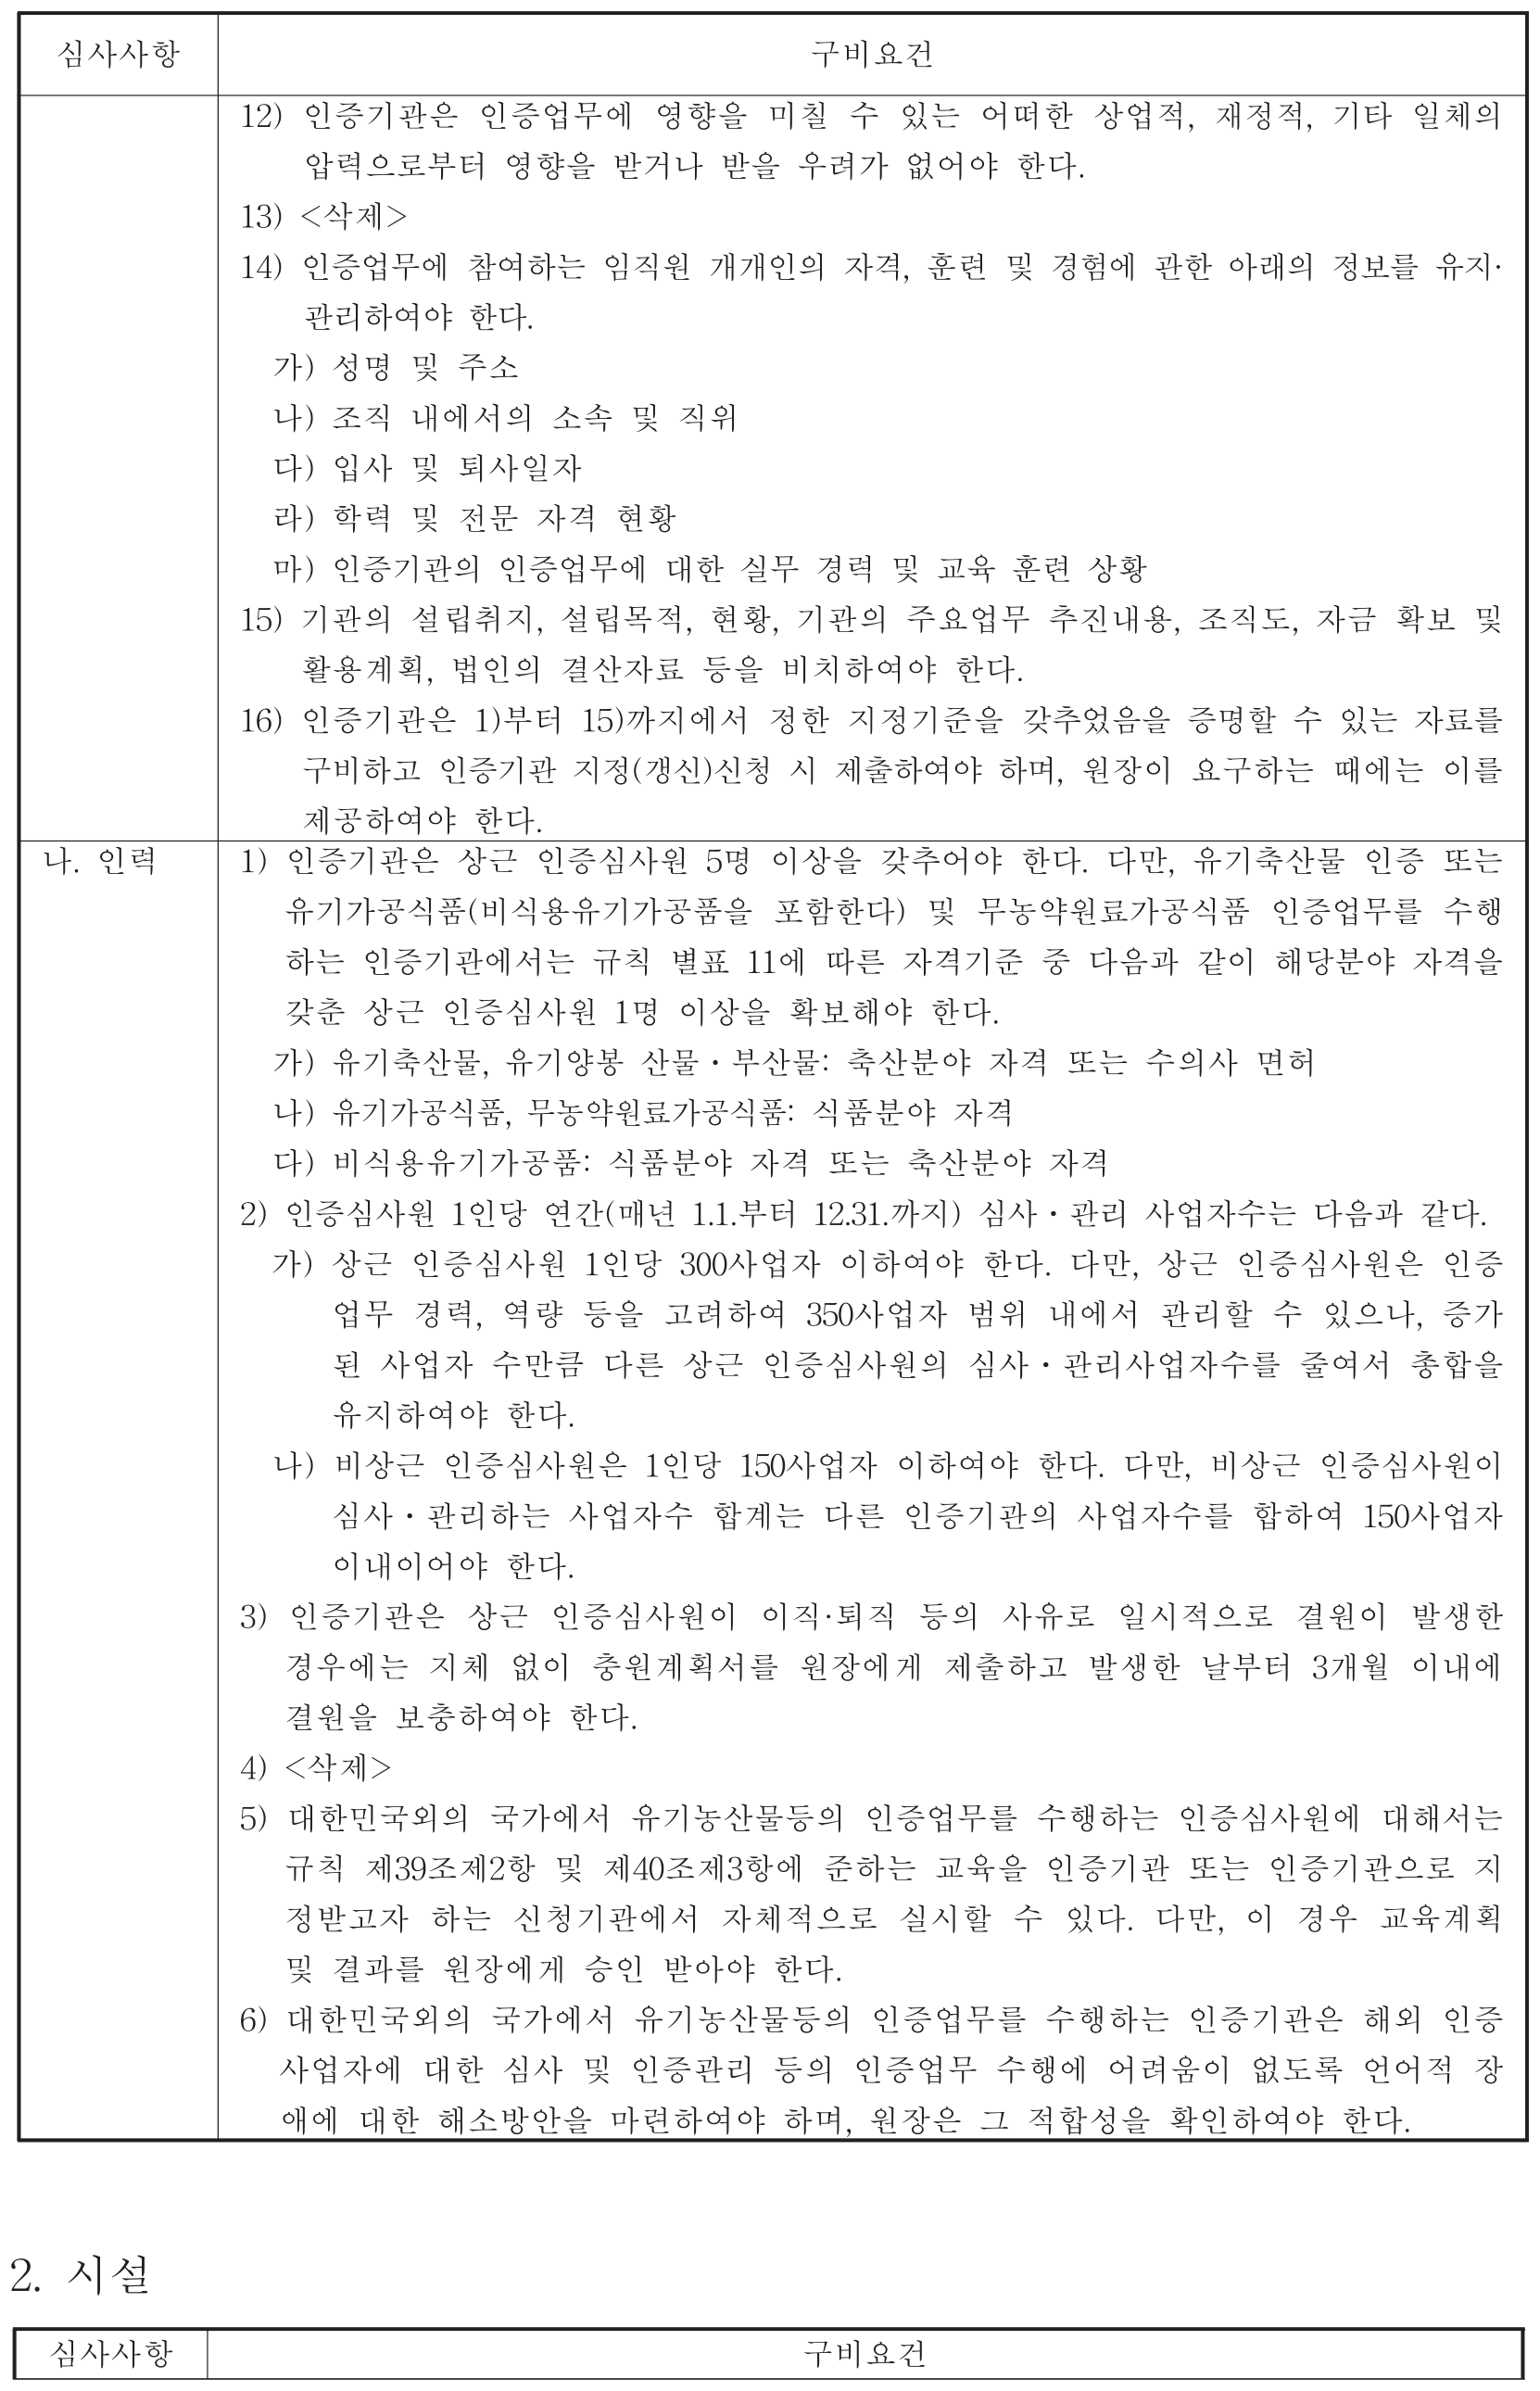 심사사항 구비요건
12) 인증기관은 인증업무에 영향을 미칠 수 있는 어떠한 상업적, 재정적, 기타 일체의
압력으로부터 영향을 받거나 받을 우려가 없어야 한다.
13) <삭제>
14) 인증업무에 참여하는 임직원 개개인의 자격, 훈련 및 경험에 관한 아래의 정보를 유지·
관리하여야 한다.
가) 성명 및 주소
나) 조직 내에서의 소속 및 직위
다) 입사 및 퇴사일자
라) 학력 및 전문 자격 현황
마) 인증기관의 인증업무에 대한 실무 경력 및 교육 훈련 상황
15) 기관의 설립취지, 설립목적, 현황, 기관의 주요업무 추진내용, 조직도, 자금 확보 및
활용계획, 법인의 결산자료 등을 비치하여야 한다.
16) 인증기관은 1)부터 15)까지에서 정한 지정기준을 갖추었음을 증명할 수 있는 자료를
구비하고 인증기관 지정(갱신)신청 시 제출하여야 하며, 원장이 요구하는 때에는 이를
제공하여야 한다.
나. 인력 1) 인증기관은 상근 인증심사원 5명 이상을 갖추어야 한다. 다만, 유기축산물 인증 또는
유기가공식품(비식용유기가공품을 포함한다) 및 무농약원료가공식품 인증업무를 수행
하는 인증기관에서는 규칙 별표 11에 따른 자격기준 중 다음과 같이 해당분야 자격을
갖춘 상근 인증심사원 1명 이상을 확보해야 한다.
가) 유기축산물, 유기양봉 산물·부산물: 축산분야 자격 또는 수의사 면허
나) 유기가공식품, 무농약원료가공식품: 식품분야 자격
다) 비식용유기가공품: 식품분야 자격 또는 축산분야 자격
2) 인증심사원 1인당 연간(매년 1.1.부터 12.31.까지) 심사·관리 사업자수는 다음과 같다.
가) 상근 인증심사원 1인당 300사업자 이하여야 한다. 다만, 상근 인증심사원은 인증
업무 경력, 역량 등을 고려하여 350사업자 범위 내에서 관리할 수 있으나, 증가
된 사업자 수만큼 다른 상근 인증심사원의 심사·관리사업자수를 줄여서 총합을
유지하여야 한다.
나) 비상근 인증심사원은 1인당 150사업자 이하여야 한다. 다만, 비상근 인증심사원이
심사·관리하는 사업자수 합계는 다른 인증기관의 사업자수를 합하여 150사업자
이내이어야 한다.
3) 인증기관은 상근 인증심사원이 이직·퇴직 등의 사유로 일시적으로 결원이 발생한
경우에는 지체 없이 충원계획서를 원장에게 제출하고 발생한 날부터 3개월 이내에
결원을 보충하여야 한다.
4) <삭제>
5) 대한민국외의 국가에서 유기농산물등의 인증업무를 수행하는 인증심사원에 대해서는
규칙 제39조제2항 및 제40조제3항에 준하는 교육을 인증기관 또는 인증기관으로 지
정받고자 하는 신청기관에서 자체적으로 실시할 수 있다. 다만, 이 경우 교육계획
및 결과를 원장에게 승인 받아야 한다.
6) 대한민국외의 국가에서 유기농산물등의 인증업무를 수행하는 인증기관은 해외 인증
사업자에 대한 심사 및 인증관리 등의 인증업무 수행에 어려움이 없도록 언어적 장
애에 대한 해소방안을 마련하여야 하며, 원장은 그 적합성을 확인하여야 한다.
2. 시설
심사사항 구비요건